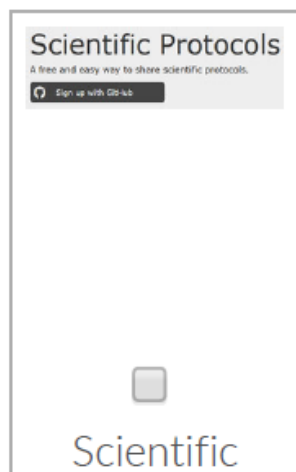 Scientific Protocols
A free and easy way to share scientific protocols.
Sign up with GitHub
Scientific